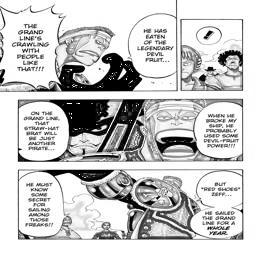 !
HE HAS
EATEN
OF THE
LEGENDARY
DEVIL
FRUIT...
THE
GRAND
LINE'S
CRAWLING
WITH
PEOPLE
LIKE
THAT!!!
WHEN HE
BROKE MY
SHIP, HE
PROBABLY
USED SOME
DEVIL-FRUIT
POWER!!!
ON THE
GRAND LINE,
THAT
STRAW-HAT
BRAT WILL
BE JUST
ANOTHER
PIRATE...
BUT
"RED SHOES"
ZEFF...
HE SAILED
THE GRAND
LINE FOR A
WHOLE
YEAR.
HE MUST
KNOW
SOME
SECRET
FOR
SAILING
AMONG
THOSE
FREAKS!!